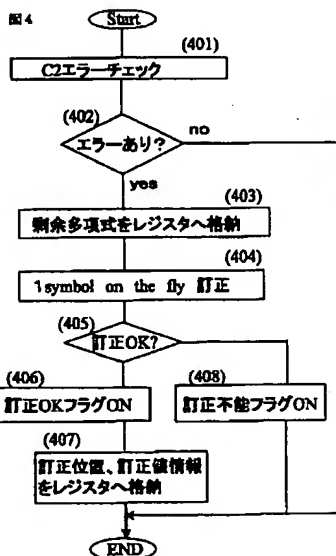 図4
Start
(401)
C2エラーチェック
(402)
エラーあり?
no
yes
(403)
剰余多項式をレジスタへ格納
(404)
1symbol on the fly 訂正
(405)
訂正OK?
(406)
訂正OKフラグON
(408)
訂正不能フラグON
(407)
訂正位置、訂正値情報
をレジスタへ格納
END